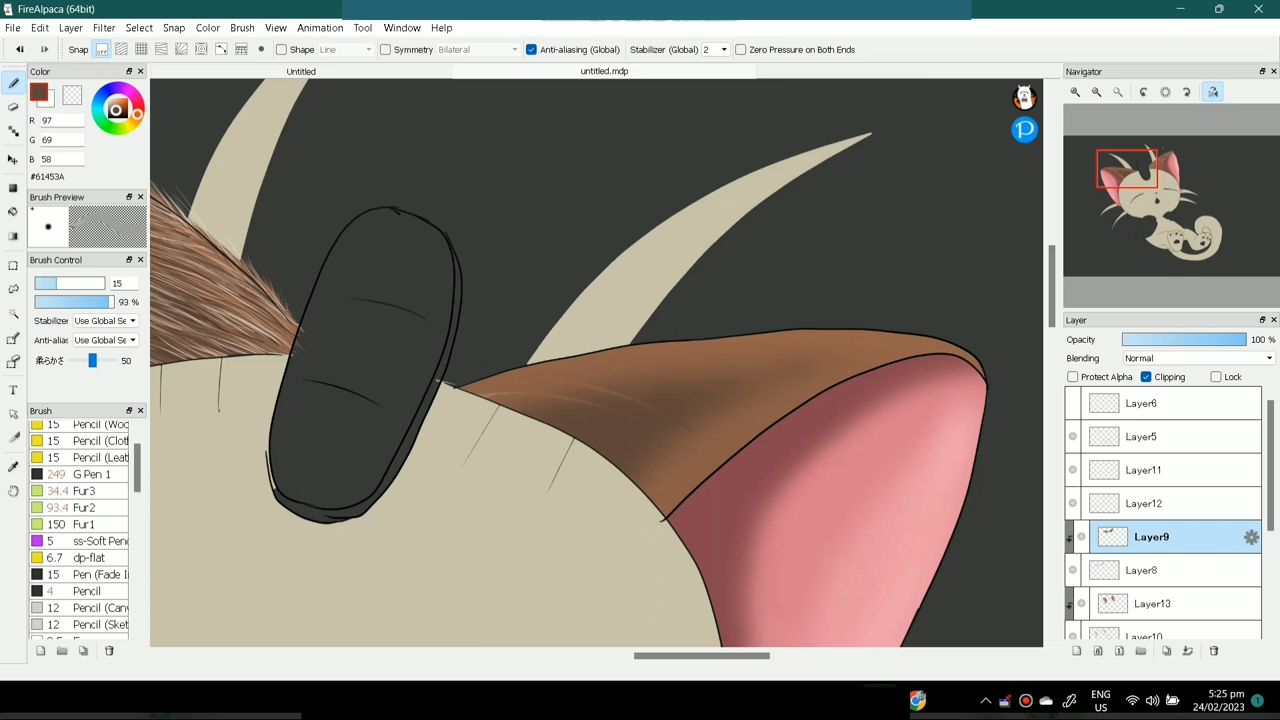 FireAlpaca (64bit)
File Edit Layer Filter Select Snap Color Brush View Animation Tool Window Help
Snap off Shape Line Symmetry Bilateral Anti-aliasing (Global) Stabilizer (Global) 2 Zero Pressure on Both Ends
Color
Untitled
untitled.mdp
Navigator
R 97
G 69
B 58
#61453A
Brush Preview
Brush Control
15
93 %
Stabilizer Use Global Se
Anti-alias Use Global Se
柔らかさ 50
Brush
15 Pencil (Woo
15 Pencil (Clot
15 Pencil (Leat
249 G Pen 1
34.4 Fur3
93.4 Fur2
150 Fur1
5 ss-Soft Penc
6.7 dp-flat
15 Pen (Fade In
4 Pencil
12 Pencil (Canv
12 Pencil (Sket
Layer
Opacity 100 %
Blending Normal
Protect Alpha Clipping Lock
Layer6
Layer5
Layer11
Layer12
Layer9
Layer8
Layer13
Layer10
ENG
US
5:25 pm
24/02/2023
1